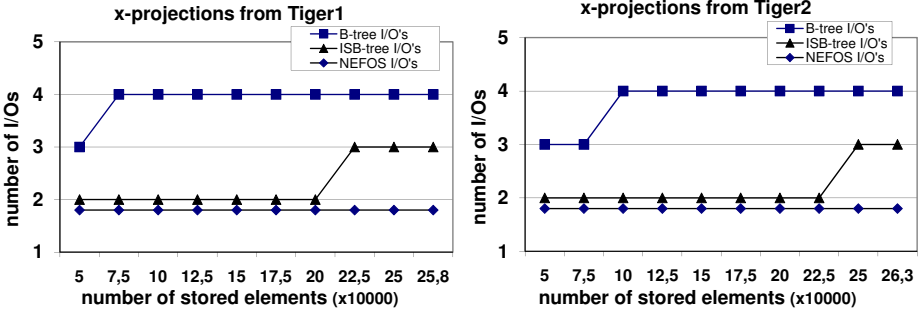 x-projections from Tiger1
B-tree I/O's
ISB-tree I/O's
NEFOS I/O's
number of I/Os
5
4
3
2
1
5 7,5 10 12,5 15 17,5 20 22,5 25 25,8
number of stored elements (x10000)
x-projections from Tiger2
B-tree I/O's
ISB-tree I/O's
NEFOS I/O's
number of I/Os
5
4
3
2
1
5 7,5 10 12,5 15 17,5 20 22,5 25 26,3
number of stored elements (x10000)